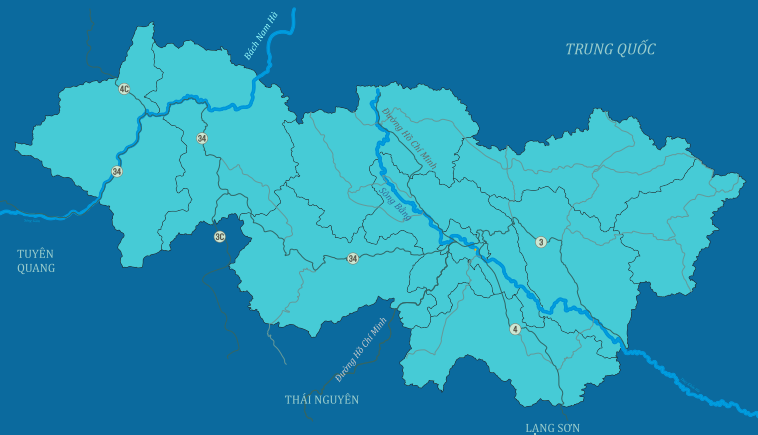 Bách Nam Hà
TRUNG QUỐC
4C
Đường Hồ Chí Minh
34
34
Sông Bằng
3C
3
TUYÊN
QUANG
34
4
Đường Hồ Chí Minh
THÁI NGUYÊN
LẠNG SƠN